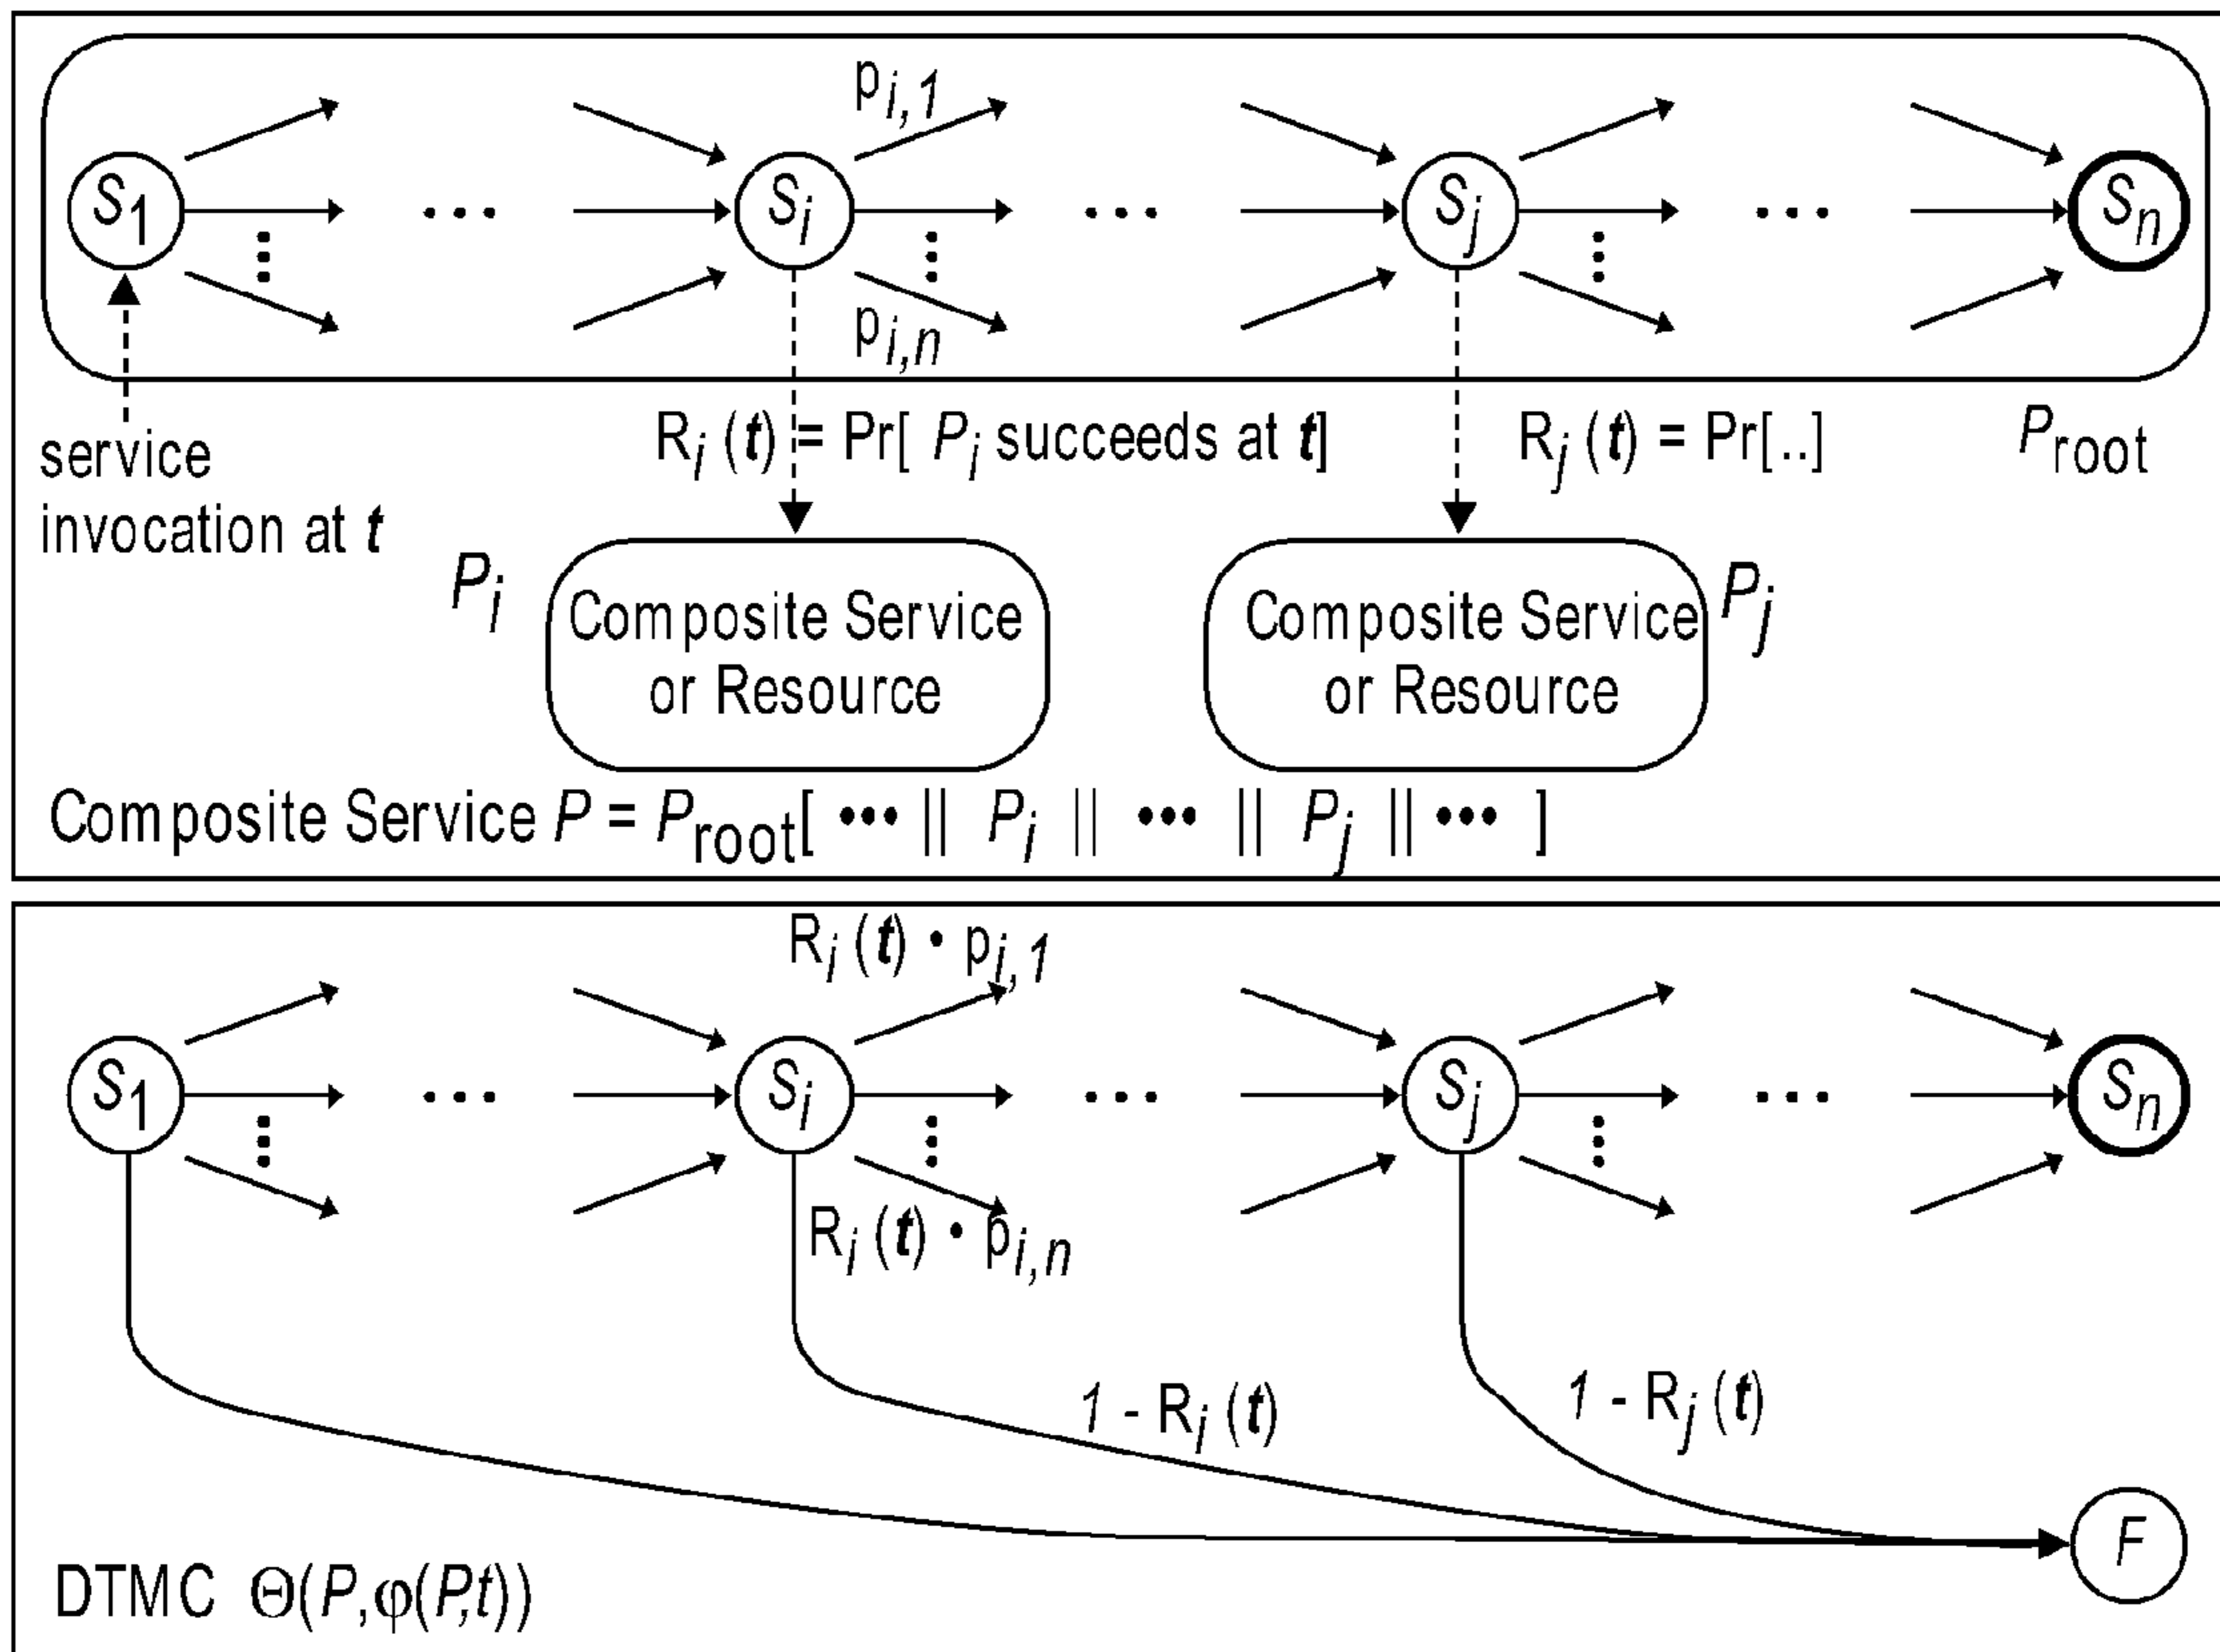 p_{i,1}
S_1 ... S_i ... S_j ... S_n
p_{i,n}
R_i (t) = Pr[ P_i succeeds at t]
R_j (t) = Pr[..]
P_root
service
invocation at t
P_i
Composite Service
or Resource
Composite Service
or Resource
P_j
Composite Service P = P_root[ ••• || P_i || ••• || P_j || ••• ]
R_i (t) • p_{i,1}
S_1 ... S_i ... S_j ... S_n
R_i (t) • p_{i,n}
1 - R_i (t)
1 - R_j (t)
F
DTMC Θ(P,φ(P,t))